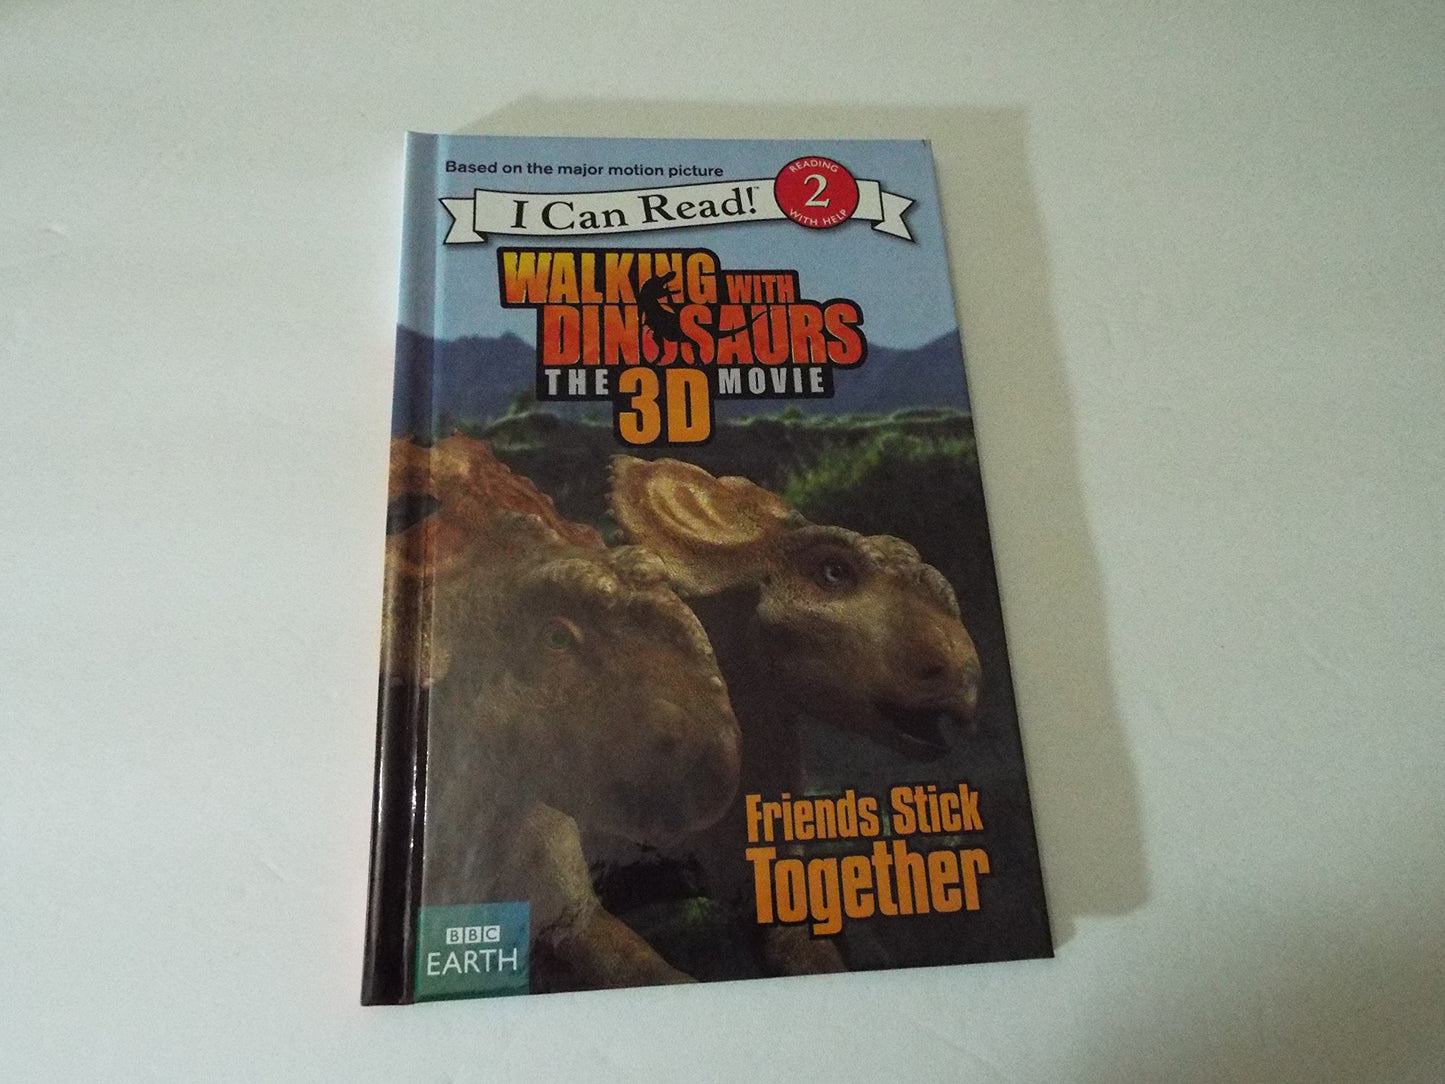 Based on the major motion picture
I Can Read!™
READING
2
WITH HELP
WALKING WITH
DINOSAURS
THE 3D MOVIE
Friends Stick
Together
BBC
EARTH